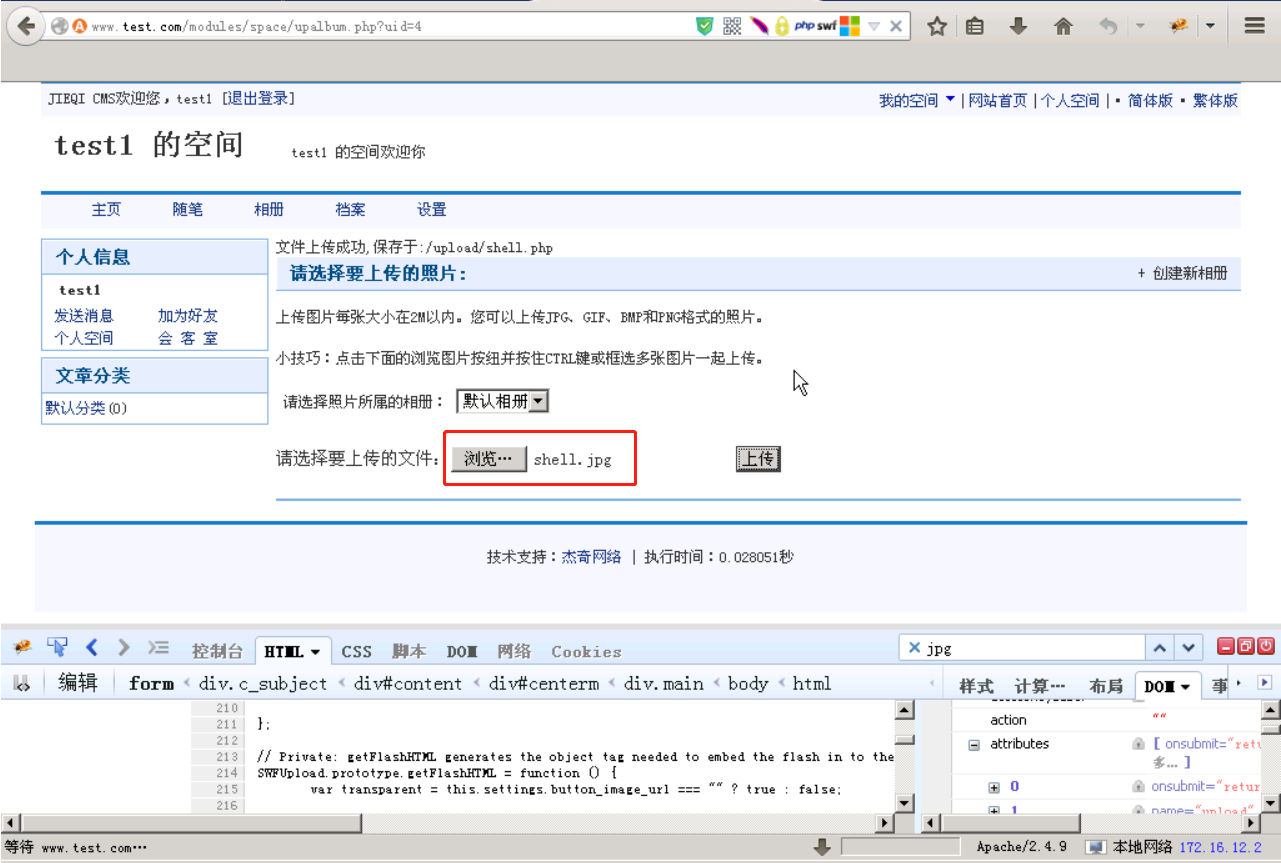 www.test.com/modules/space/upalbum.php?uid=4
php swf
JIEQI CMS欢迎您，test1 [退出登录]
我的空间 | 网站首页 | 个人空间 | ▪ 简体版 ▪ 繁体版
test1 的空间 test1 的空间欢迎你
主页 随笔 相册 档案 设置
个人信息
test1
发送消息 加为好友
个人空间 会 客 室
文章分类
默认分类(0)
文件上传成功,保存于:/upload/shell.php
请选择要上传的照片: + 创建新相册
上传图片每张大小在2M以内。您可以上传JPG、GIF、BMP和PNG格式的照片。
小技巧：点击下面的浏览图片按纽并按住CTRL键或框选多张图片一起上传。
请选择照片所属的相册： 默认相册
请选择要上传的文件: 浏览… shell.jpg 上传
技术支持：杰奇网络 | 执行时间：0.028051秒
控制台 HTML CSS 脚本 DOM 网络 Cookies jpg
编辑 form < div.c_subject < div#content < div#centerm < div.main < body < html
样式 计算… 布局 DOM 事
210
211 };
212
213 // Private: getFlashHTML generates the object tag needed to embed the flash in to the
214 SWFUpload.prototype.getFlashHTML = function () {
215 var transparent = this.settings.button_image_url === "" ? true : false;
216
action ""
attributes [ onsubmit="retu
多... ]
0 onsubmit="retur
1 name="upload"
等待 www.test.com… Apache/2.4.9 本地网络 172.16.12.2